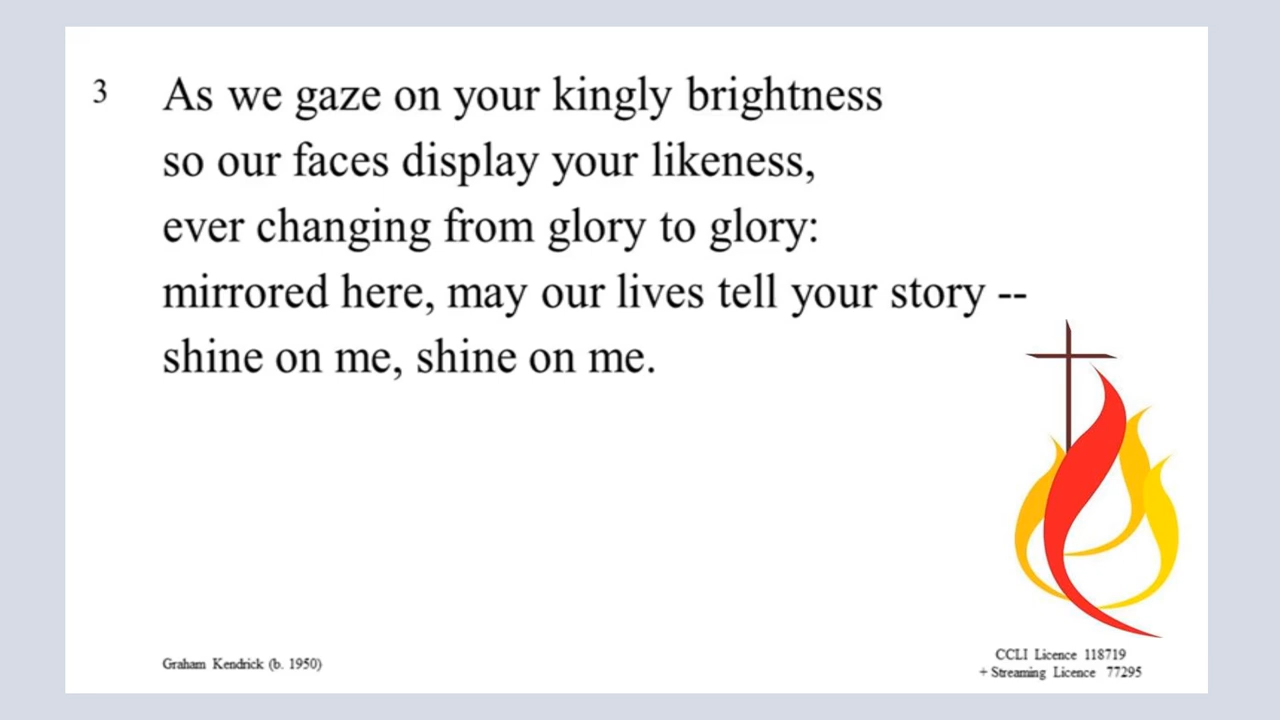 3 As we gaze on your kingly brightness
so our faces display your likeness,
ever changing from glory to glory:
mirrored here, may our lives tell your story --
shine on me, shine on me.
Graham Kendrick (b. 1950)
CCLI Licence 118719
+ Streaming Licence 77295